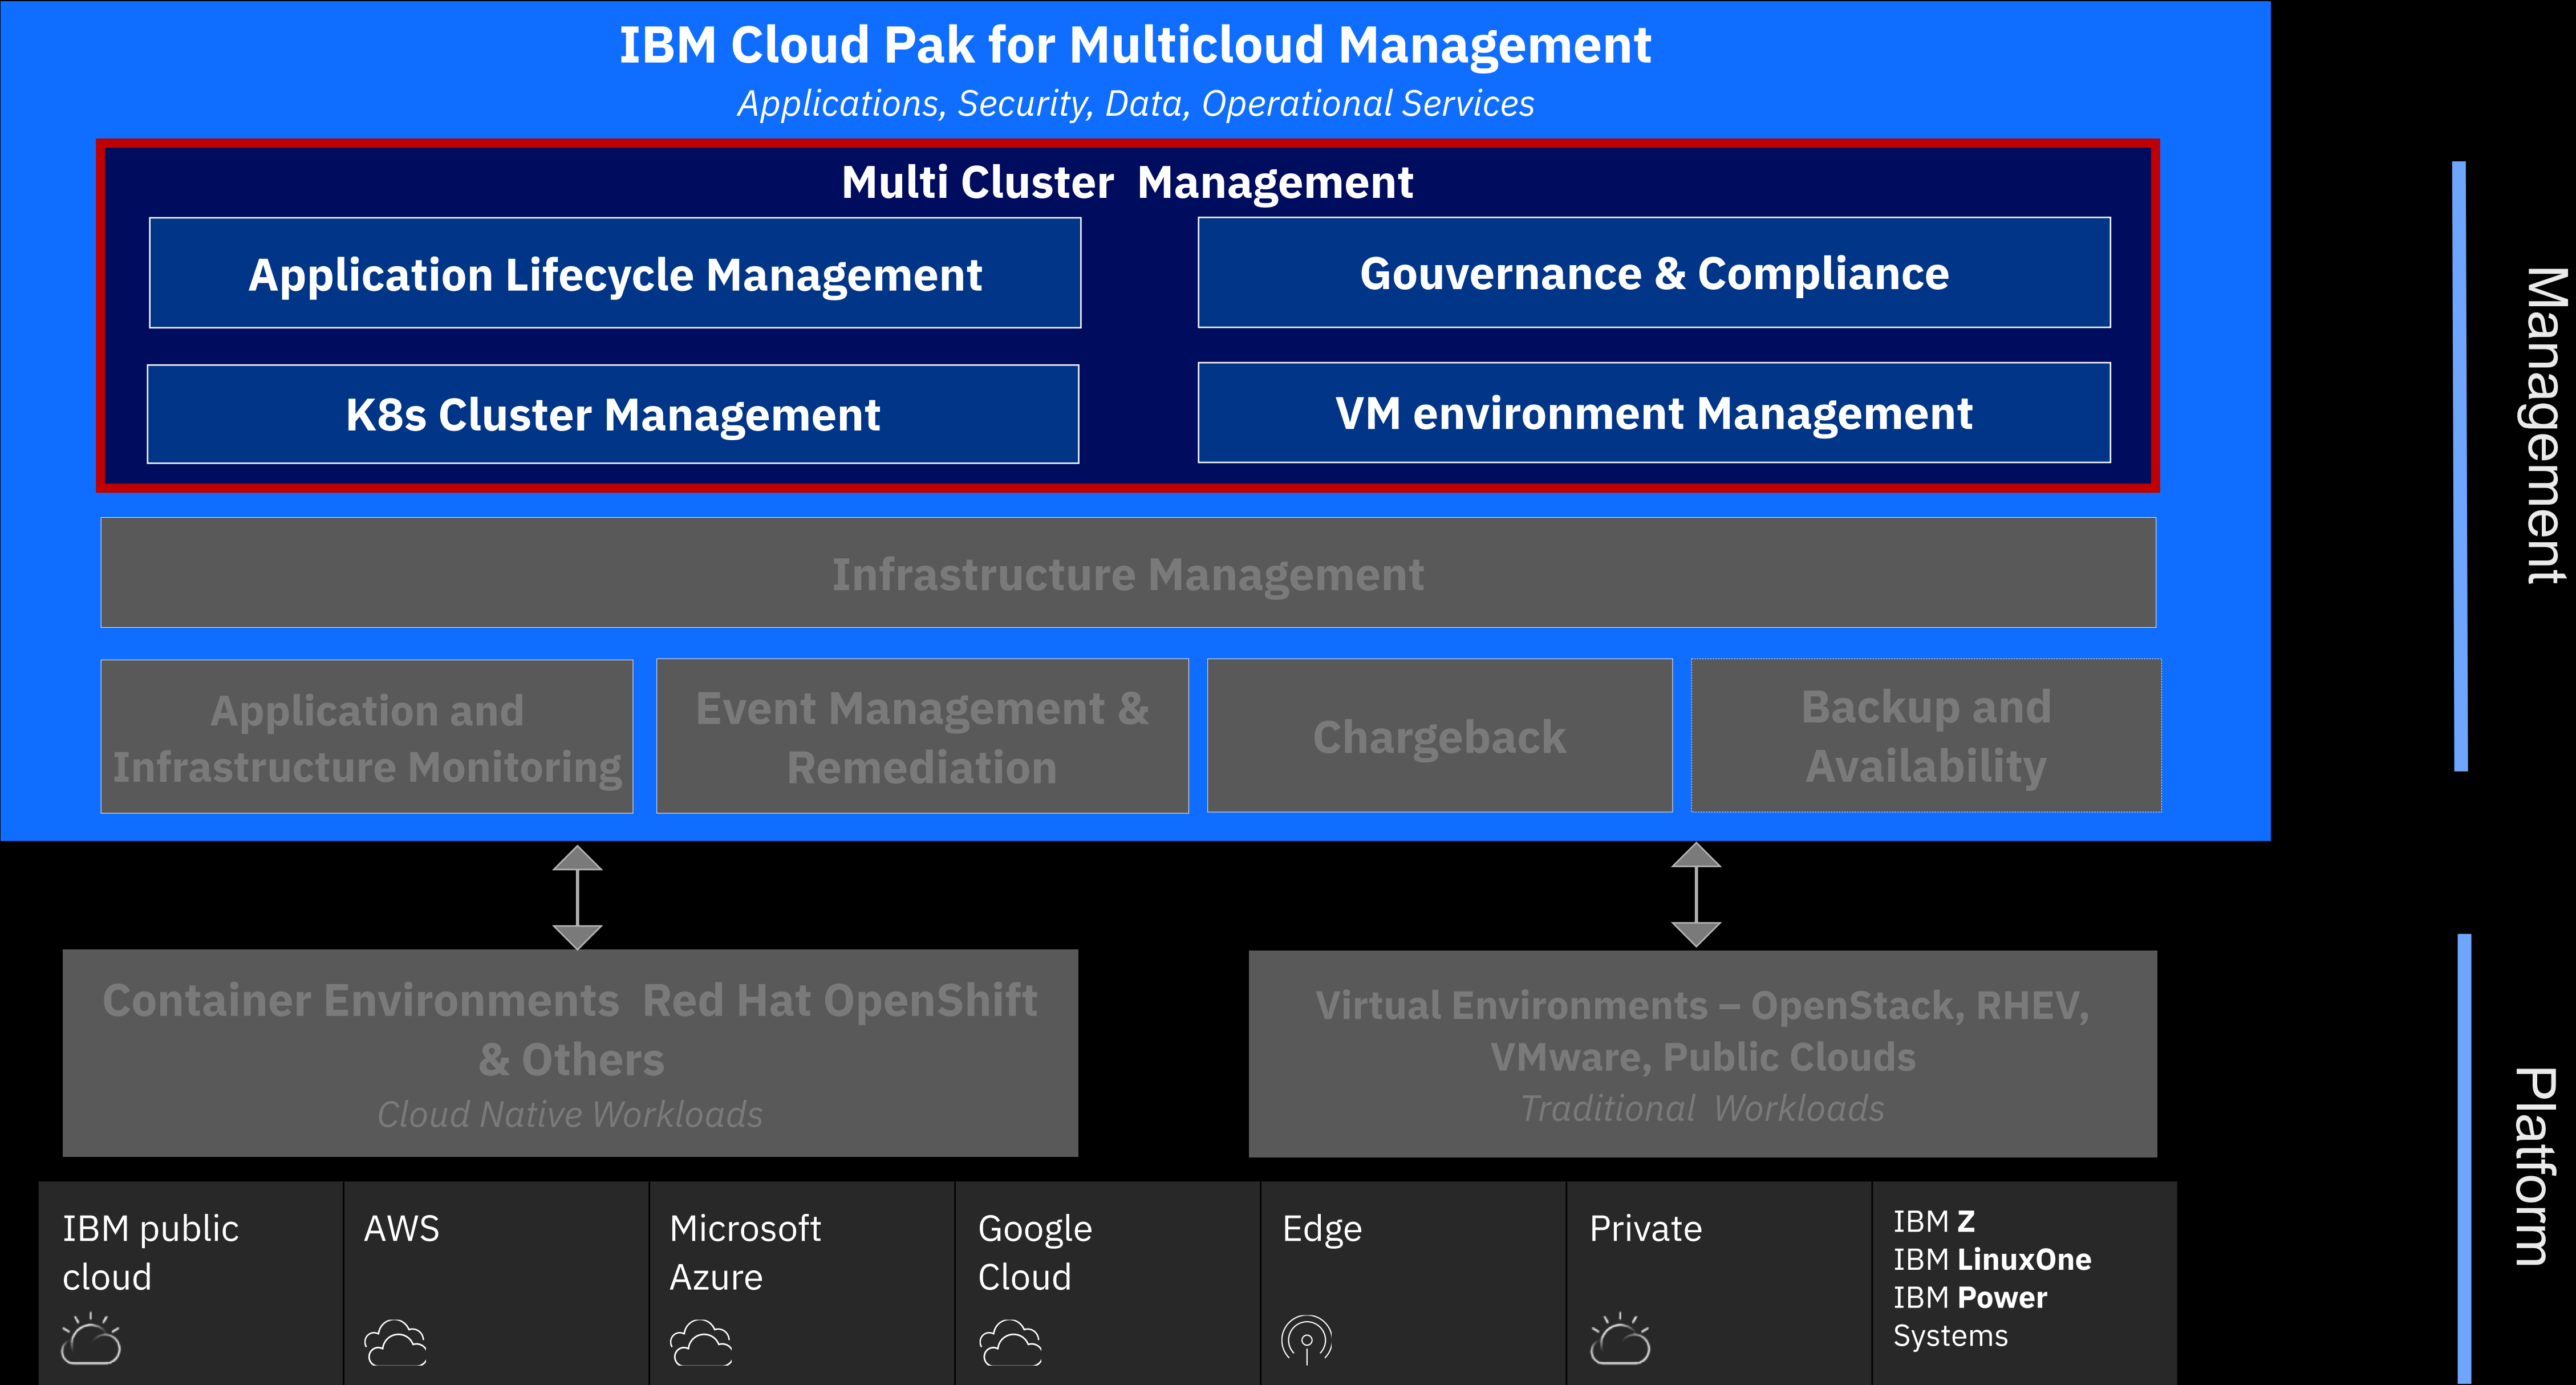 IBM Cloud Pak for Multicloud Management
Applications, Security, Data, Operational Services
Multi Cluster  Management
Application Lifecycle Management
Gouvernance & Compliance
K8s Cluster Management
VM environment Management
Infrastructure Management
Application and
Infrastructure Monitoring
Event Management &
Remediation
Chargeback
Backup and
Availability
Management
Container Environments  Red Hat OpenShift
& Others
Cloud Native Workloads
Virtual Environments – OpenStack, RHEV,
VMware, Public Clouds
Traditional  Workloads
IBM public
cloud
AWS
Microsoft
Azure
Google
Cloud
Edge
Private
IBM Z
IBM LinuxOne
IBM Power
Systems
Platform